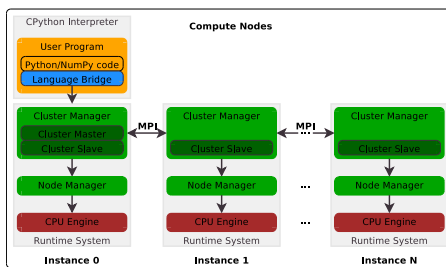 CPython Interpreter
Compute Nodes
User Program
Python/NumPy code
Language Bridge
Cluster Manager
Cluster Master
Cluster Slave
MPI
Cluster Manager
Cluster Slave
MPI
...
Cluster Manager
Cluster Slave
Node Manager
Node Manager
...
Node Manager
CPU Engine
CPU Engine
...
CPU Engine
Runtime System
Runtime System
Runtime System
Instance 0
Instance 1
Instance N